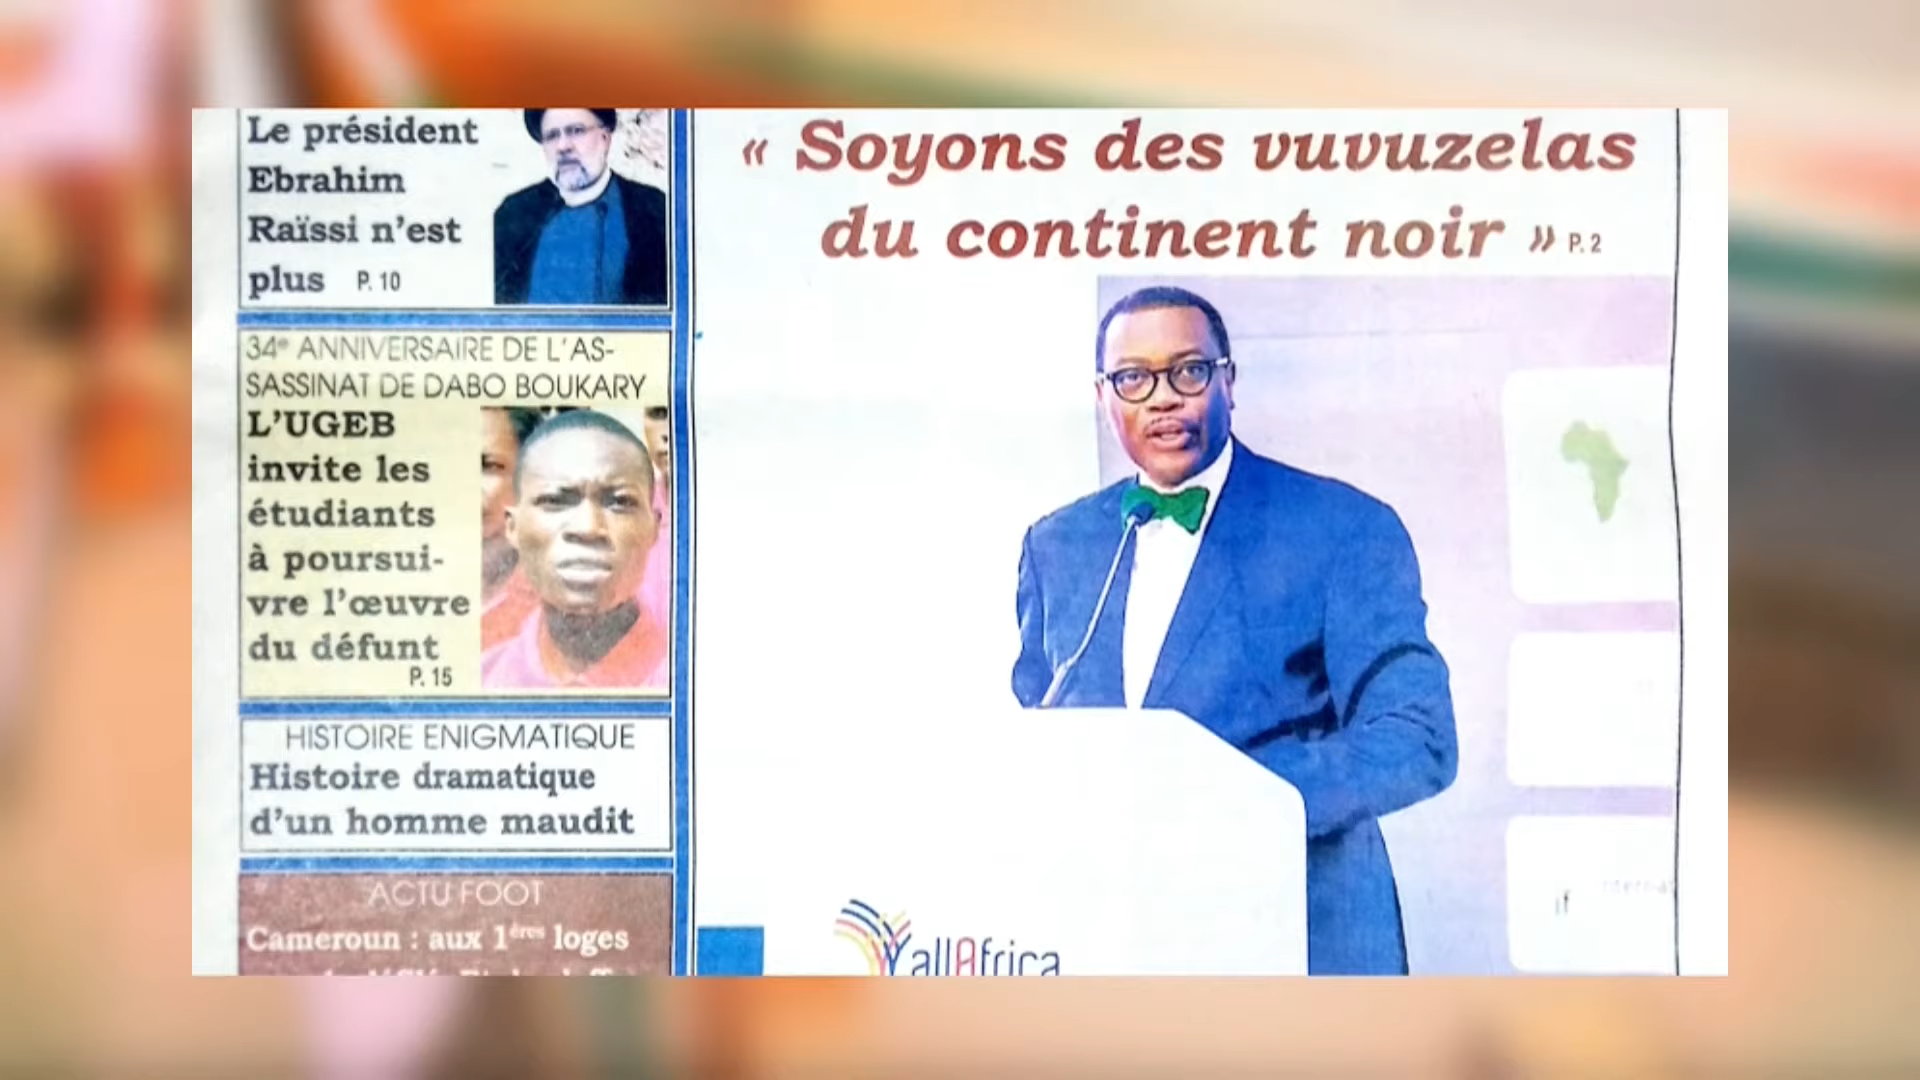 Le président
Ebrahim
Raïssi n'est
plus P. 10
34e ANNIVERSAIRE DE L'AS-
SASSINAT DE DABO BOUKARY
L'UGEB
invite les
étudiants
à poursui-
vre l'œuvre
du défunt
P. 15
HISTOIRE ENIGMATIQUE
Histoire dramatique
d'un homme maudit
ACTU FOOT
Cameroun : aux 1ères loges
« Soyons des vuvuzelas
du continent noir » P. 2
if
allAfrica